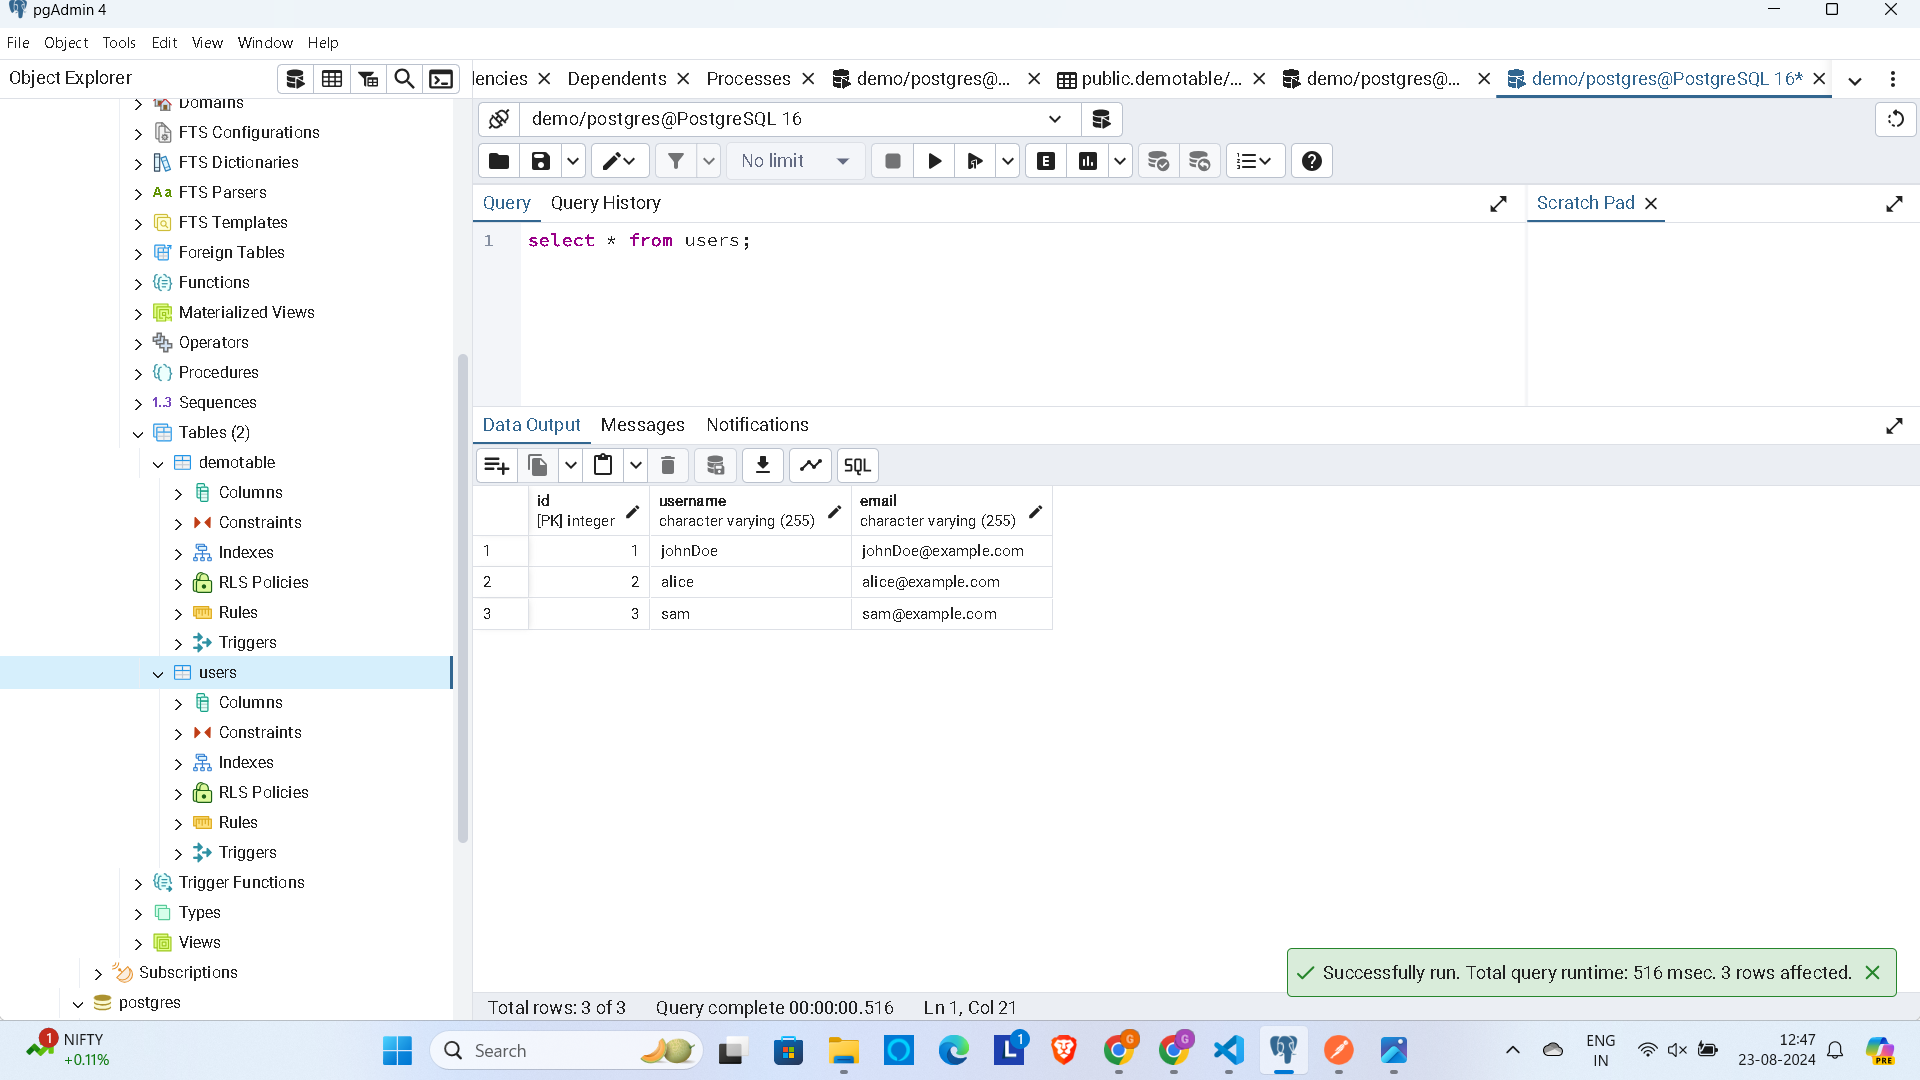 pgAdmin 4
File Object Tools Edit View Window Help
Object Explorer
dencies Dependents Processes demo/postgres@... public.demotable/... demo/postgres@... demo/postgres@PostgreSQL 16*
demo/postgres@PostgreSQL 16
No limit
E
Query Query History Scratch Pad
1 select * from users;
Domains
FTS Configurations
FTS Dictionaries
Aa FTS Parsers
FTS Templates
Foreign Tables
Functions
Materialized Views
Operators
Procedures
1..3 Sequences
Tables (2)
demotable
Columns
Constraints
Indexes
RLS Policies
Rules
Triggers
users
Columns
Constraints
Indexes
RLS Policies
Rules
Triggers
Trigger Functions
Types
Views
Subscriptions
postgres
Data Output Messages Notifications
SQL
id username email
[PK] integer character varying (255) character varying (255)
1 1 johnDoe johnDoe@example.com
2 2 alice alice@example.com
3 3 sam sam@example.com
Successfully run. Total query runtime: 516 msec. 3 rows affected.
Total rows: 3 of 3 Query complete 00:00:00.516 Ln 1, Col 21
1 NIFTY
+0.11%
Search
L 1
G G
ENG
IN
12:47
23-08-2024
PRE